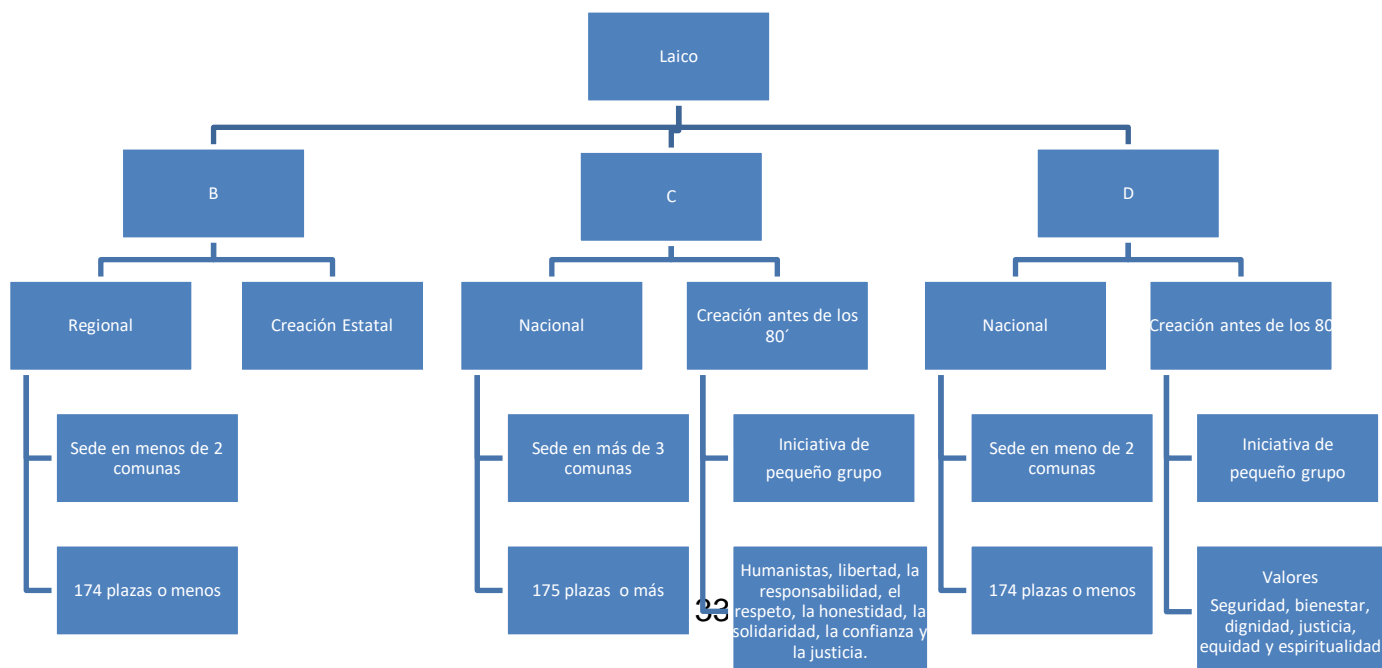 Laico
B
C
D
Regional
Creación Estatal
Nacional
Creación antes de los
80´
Nacional
Creación antes de los 80
Sede en menos de 2
comunas
Sede en más de 3
comunas
Iniciativa de
pequeño grupo
Sede en meno de 2
comunas
Iniciativa de
pequeño grupo
174 plazas o menos
175 plazas o más
Humanistas, libertad, la
responsabilidad, el
respeto, la honestidad, la
solidaridad, la confianza y
la justicia.
174 plazas o menos
Valores
Seguridad, bienestar,
dignidad, justicia,
equidad y espiritualidad
33